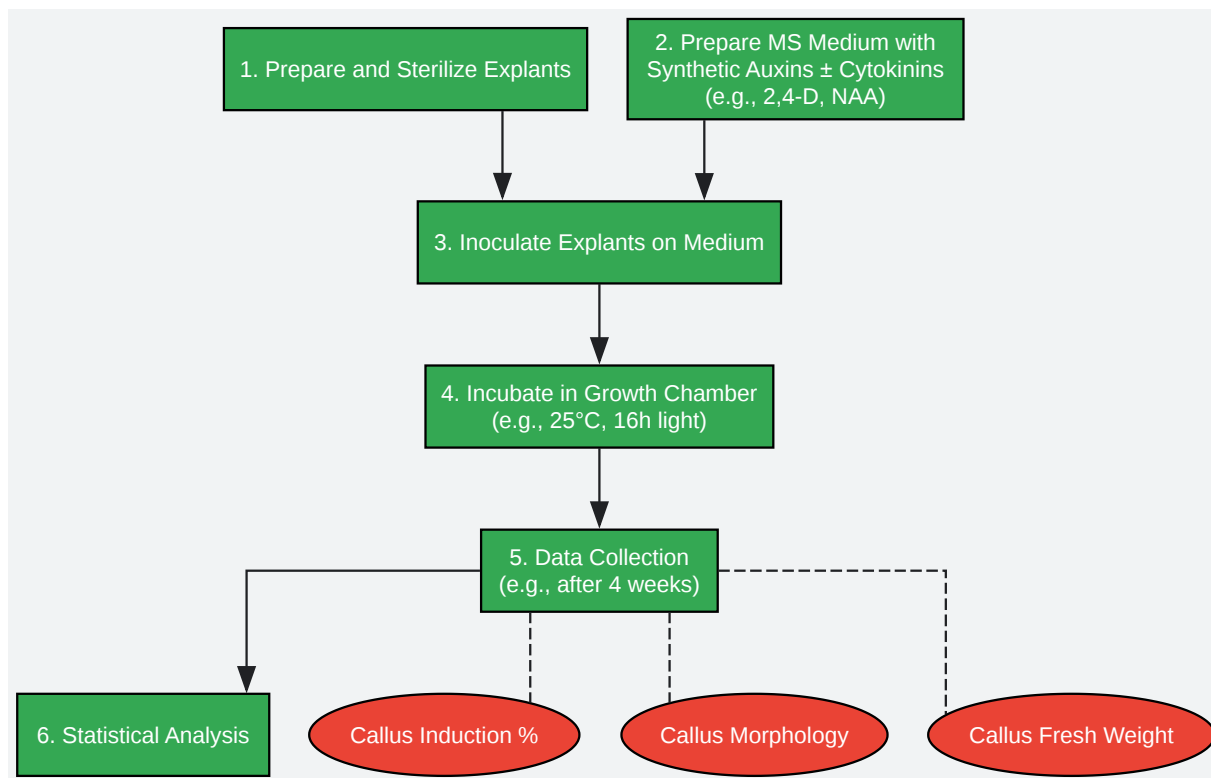 1. Prepare and Sterilize Explants
2. Prepare MS Medium with
Synthetic Auxins ± Cytokinins
(e.g., 2,4-D, NAA)
3. Inoculate Explants on Medium
4. Incubate in Growth Chamber
(e.g., 25°C, 16h light)
5. Data Collection
(e.g., after 4 weeks)
6. Statistical Analysis
Callus Induction %
Callus Morphology
Callus Fresh Weight